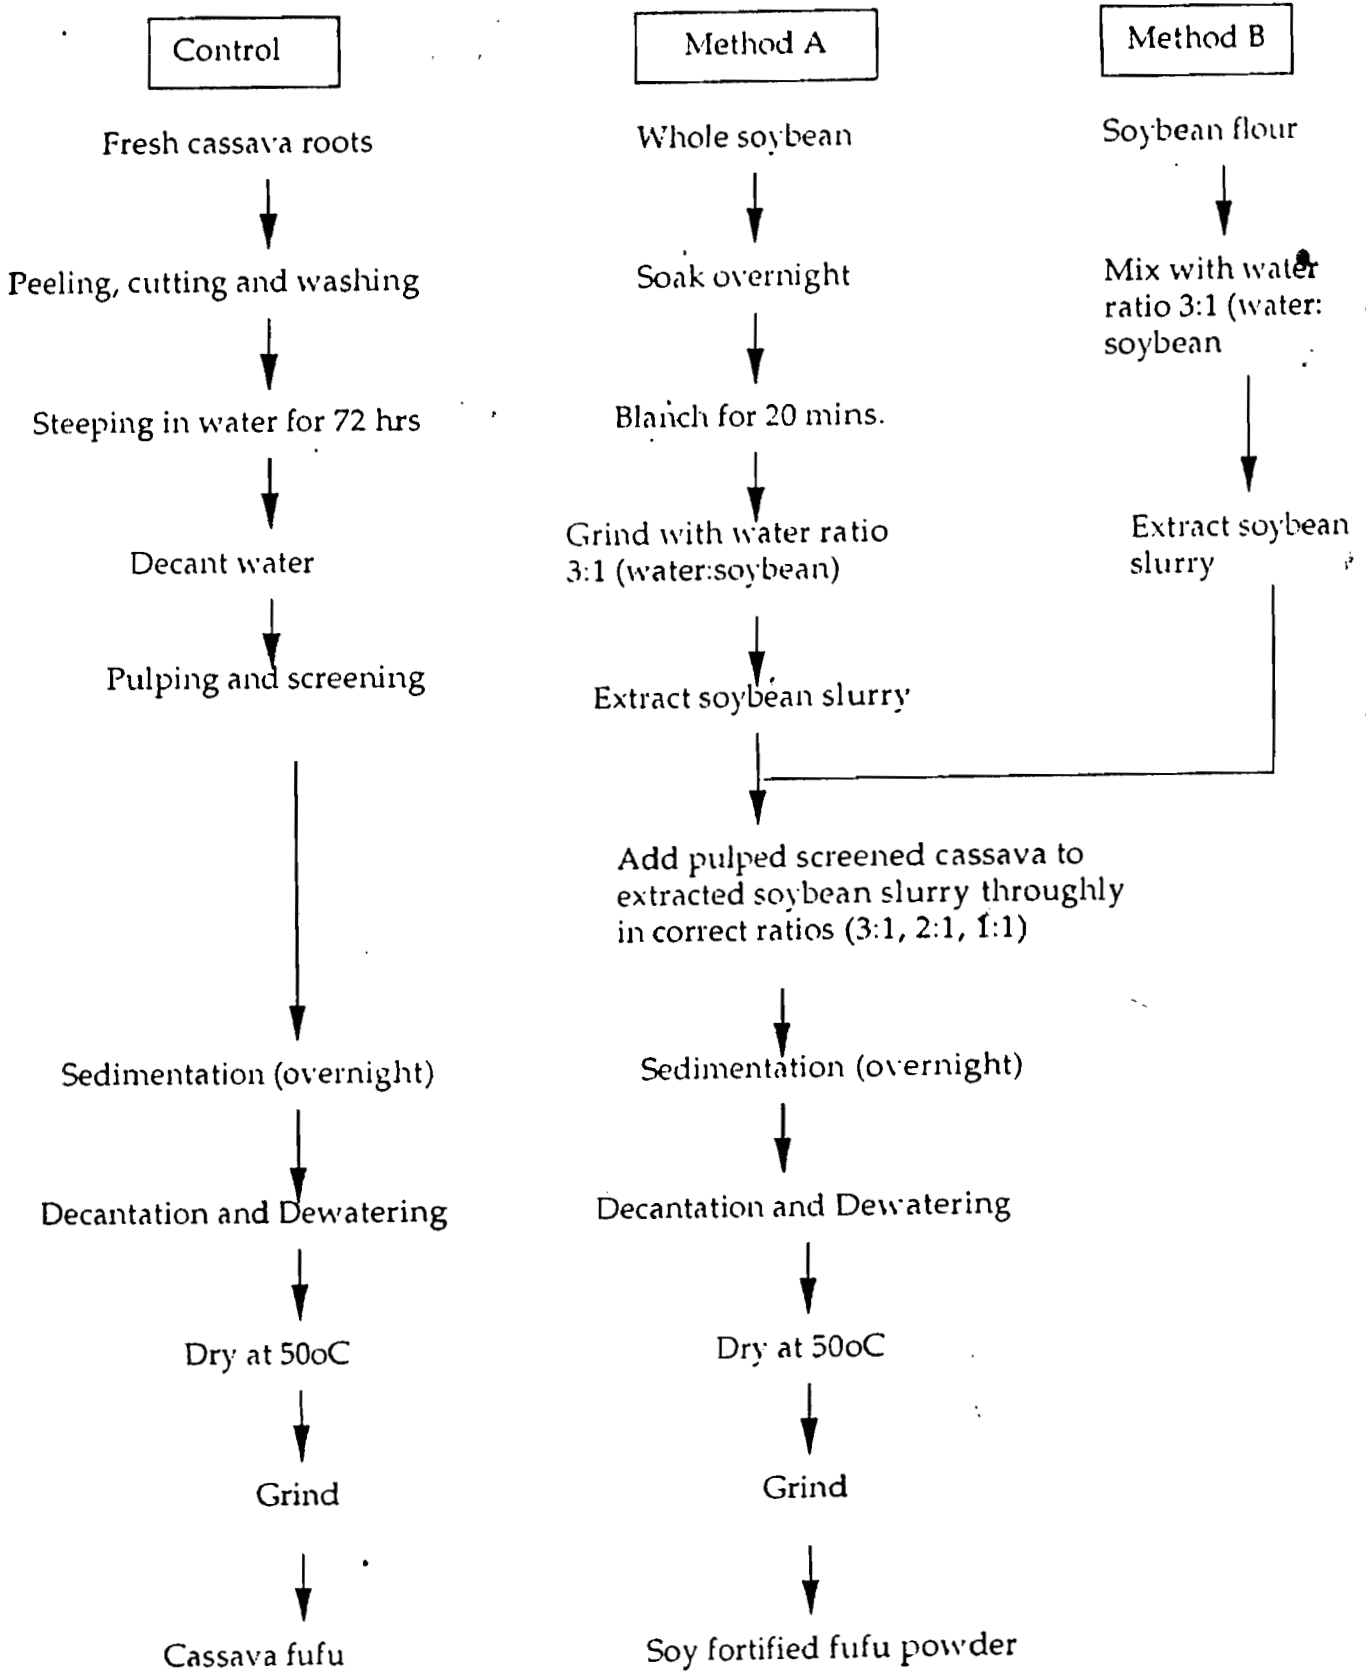 Control
Fresh cassava roots
Peeling, cutting and washing
Steeping in water for 72 hrs
Decant water
Pulping and screening
Sedimentation (overnight)
Decantation and Dewatering
Dry at 50oC
Grind
Cassava fufu
Method A
Whole soybean
Soak overnight
Blanch for 20 mins.
Grind with water ratio
3:1 (water:soybean)
Extract soybean slurry
Add pulped screened cassava to
extracted soybean slurry throughly
in correct ratios (3:1, 2:1, 1:1)
Sedimentation (overnight)
Decantation and Dewatering
Dry at 50oC
Grind
Soy fortified fufu powder
Method B
Soybean flour
Mix with water
ratio 3:1 (water:
soybean
Extract soybean
slurry